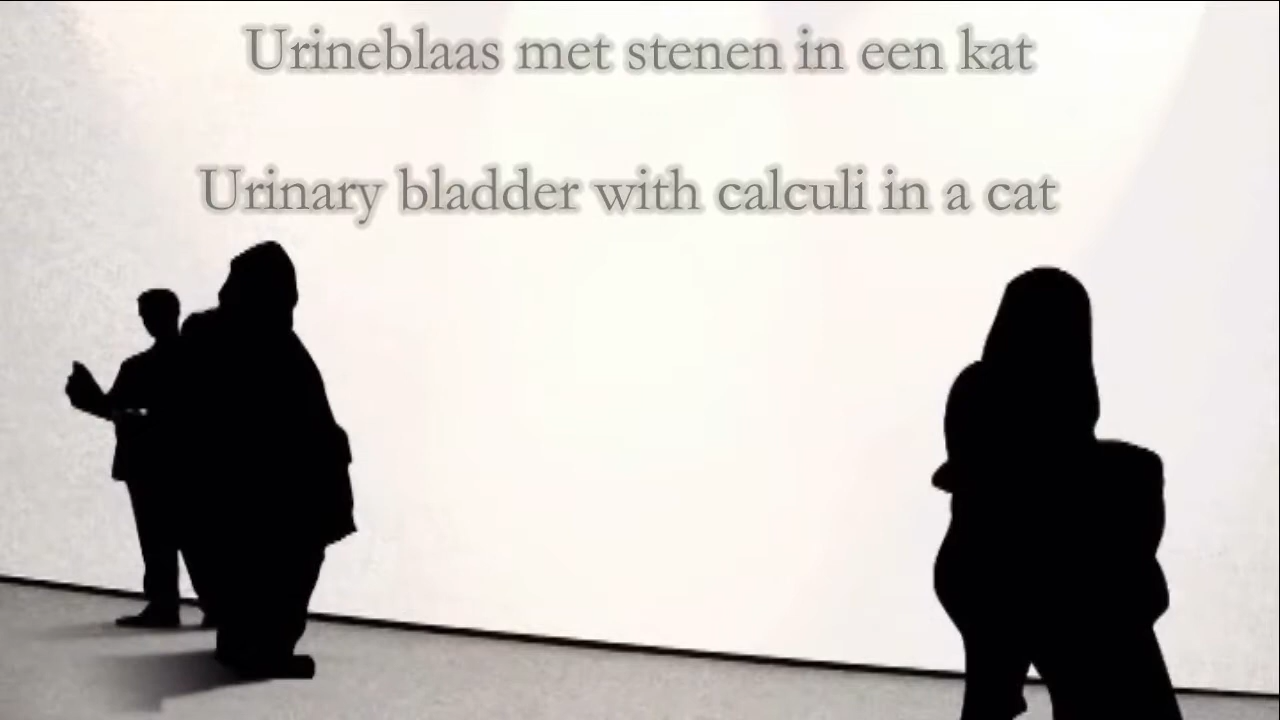 Urineblaas met stenen in een kat
Urinary bladder with calculi in a cat